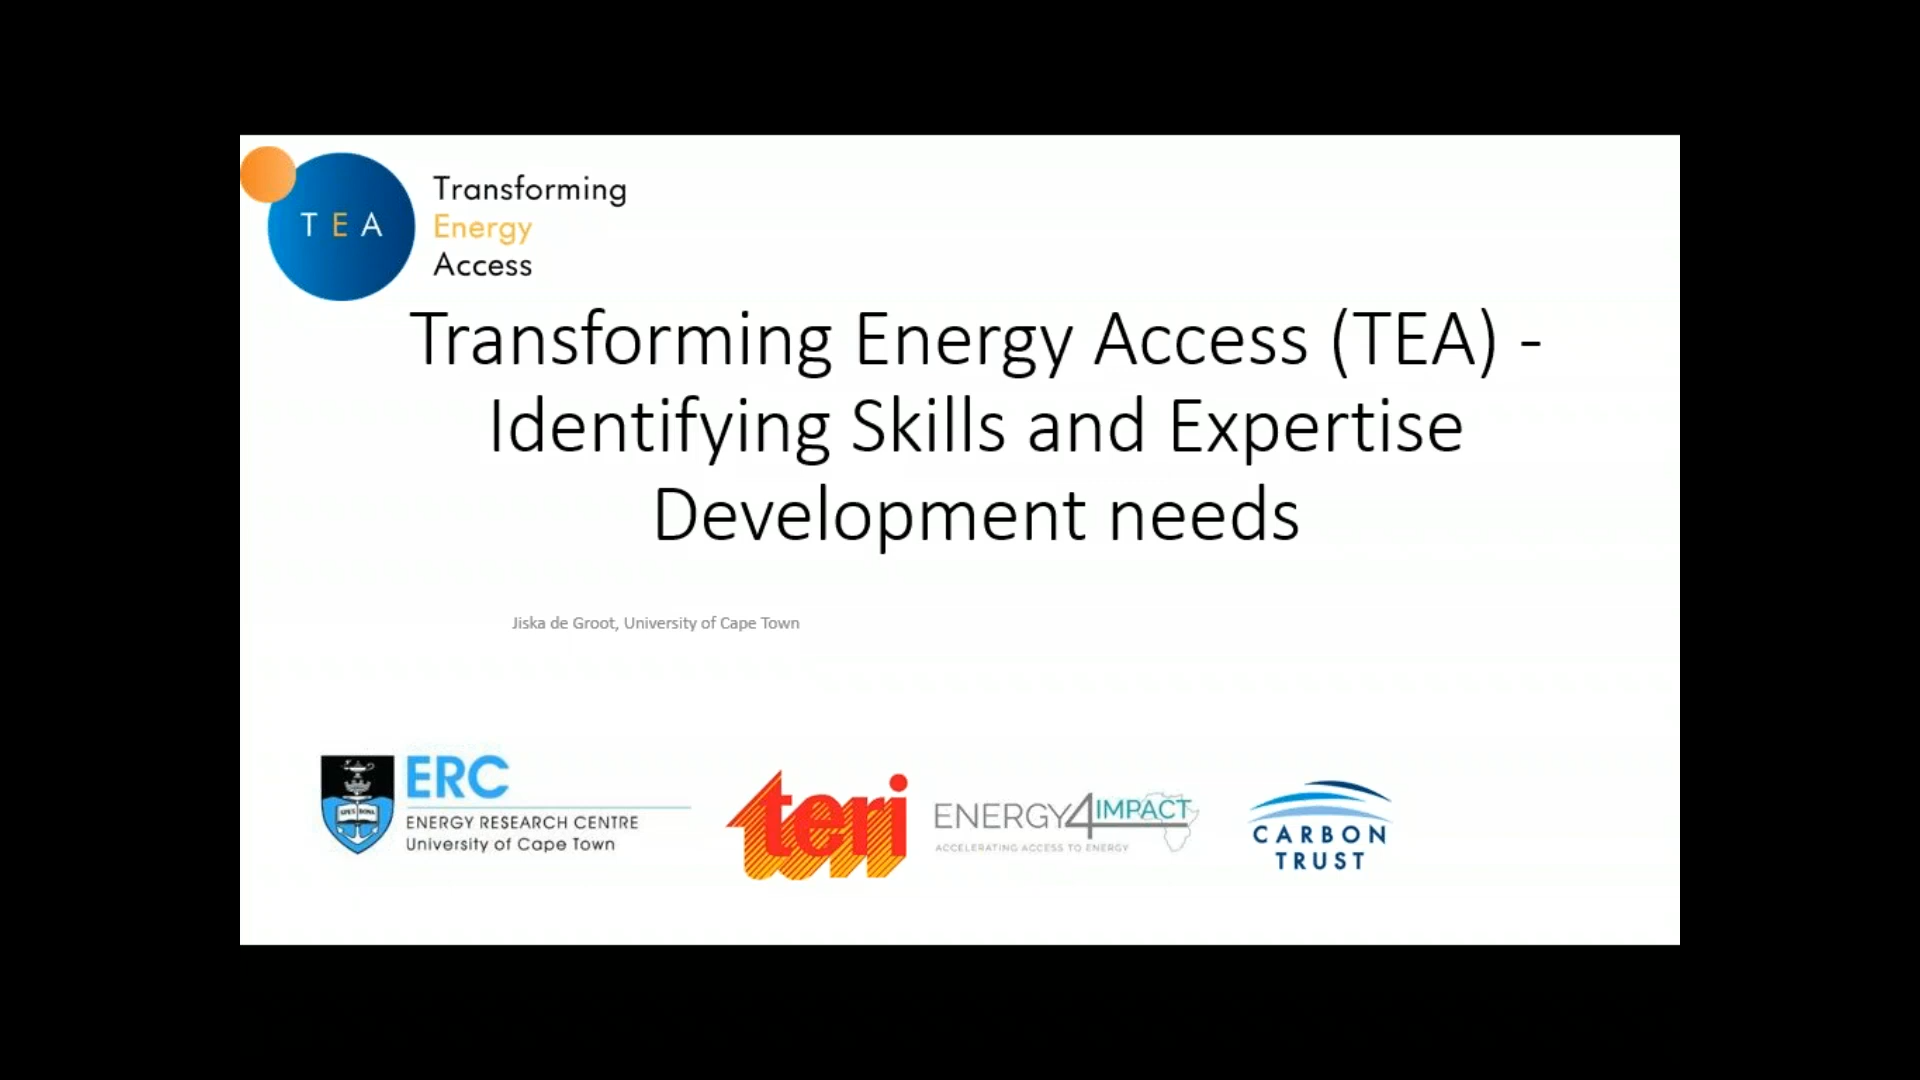 T E A
Transforming
Energy
Access
Transforming Energy Access (TEA) -
Identifying Skills and Expertise
Development needs
Jiska de Groot, University of Cape Town
ERC
ENERGY RESEARCH CENTRE
University of Cape Town
teri
ENERGY4IMPACT
ACCELERATING ACCESS TO ENERGY
CARBON
TRUST